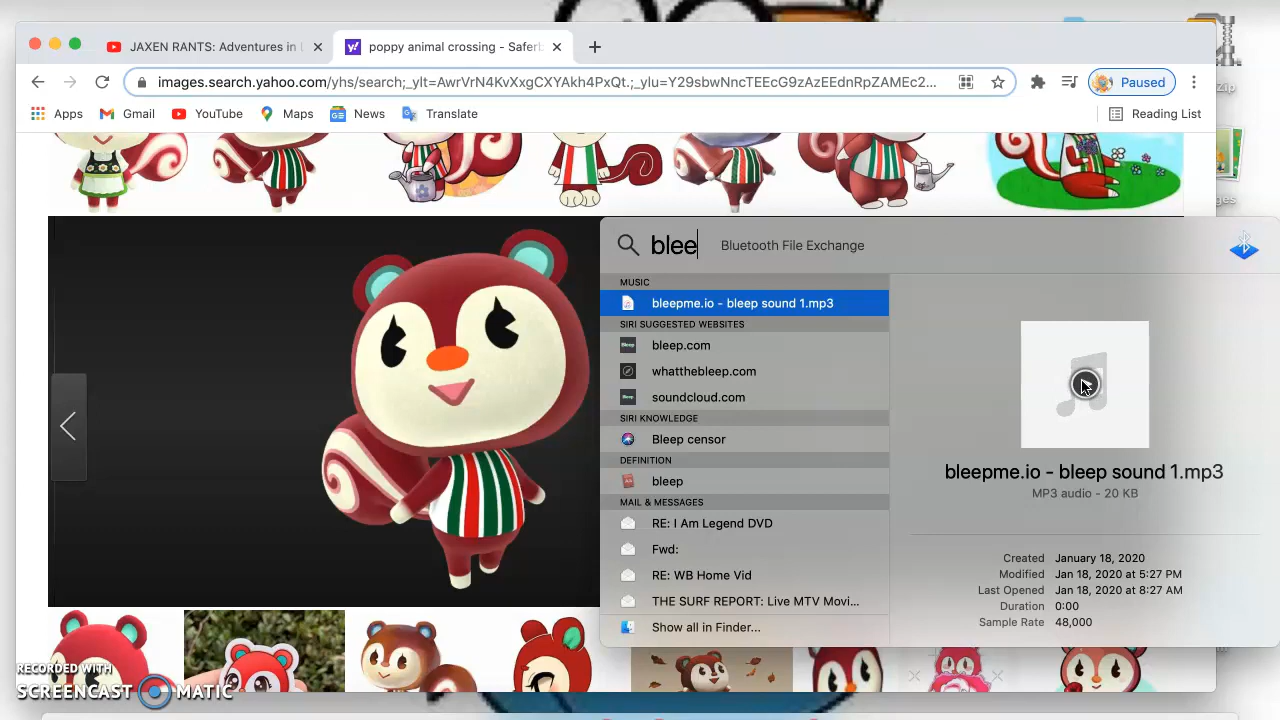 JAXEN RANTS: Adventures in
poppy animal crossing - Saferb
images.search.yahoo.com/yhs/search;_ylt=AwrVrN4KvXxgCXYAkh4PxQt.;_ylu=Y29sbwNncTEEcG9zAzEEdnRpZAMEc2...
Paused
Apps
Gmail
YouTube
Maps
News
Translate
Reading List
blee
Bluetooth File Exchange
MUSIC
bleepme.io - bleep sound 1.mp3
SIRI SUGGESTED WEBSITES
bleep.com
whatthebleep.com
soundcloud.com
SIRI KNOWLEDGE
Bleep censor
DEFINITION
bleep
MAIL & MESSAGES
RE: I Am Legend DVD
Fwd:
RE: WB Home Vid
THE SURF REPORT: Live MTV Movi...
Show all in Finder...
bleepme.io - bleep sound 1.mp3
MP3 audio - 20 KB
Created January 18, 2020
Modified Jan 18, 2020 at 5:27 PM
Last Opened Jan 18, 2020 at 8:27 AM
Duration 0:00
Sample Rate 48,000
RECORDED WITH
SCREENCAST MATIC